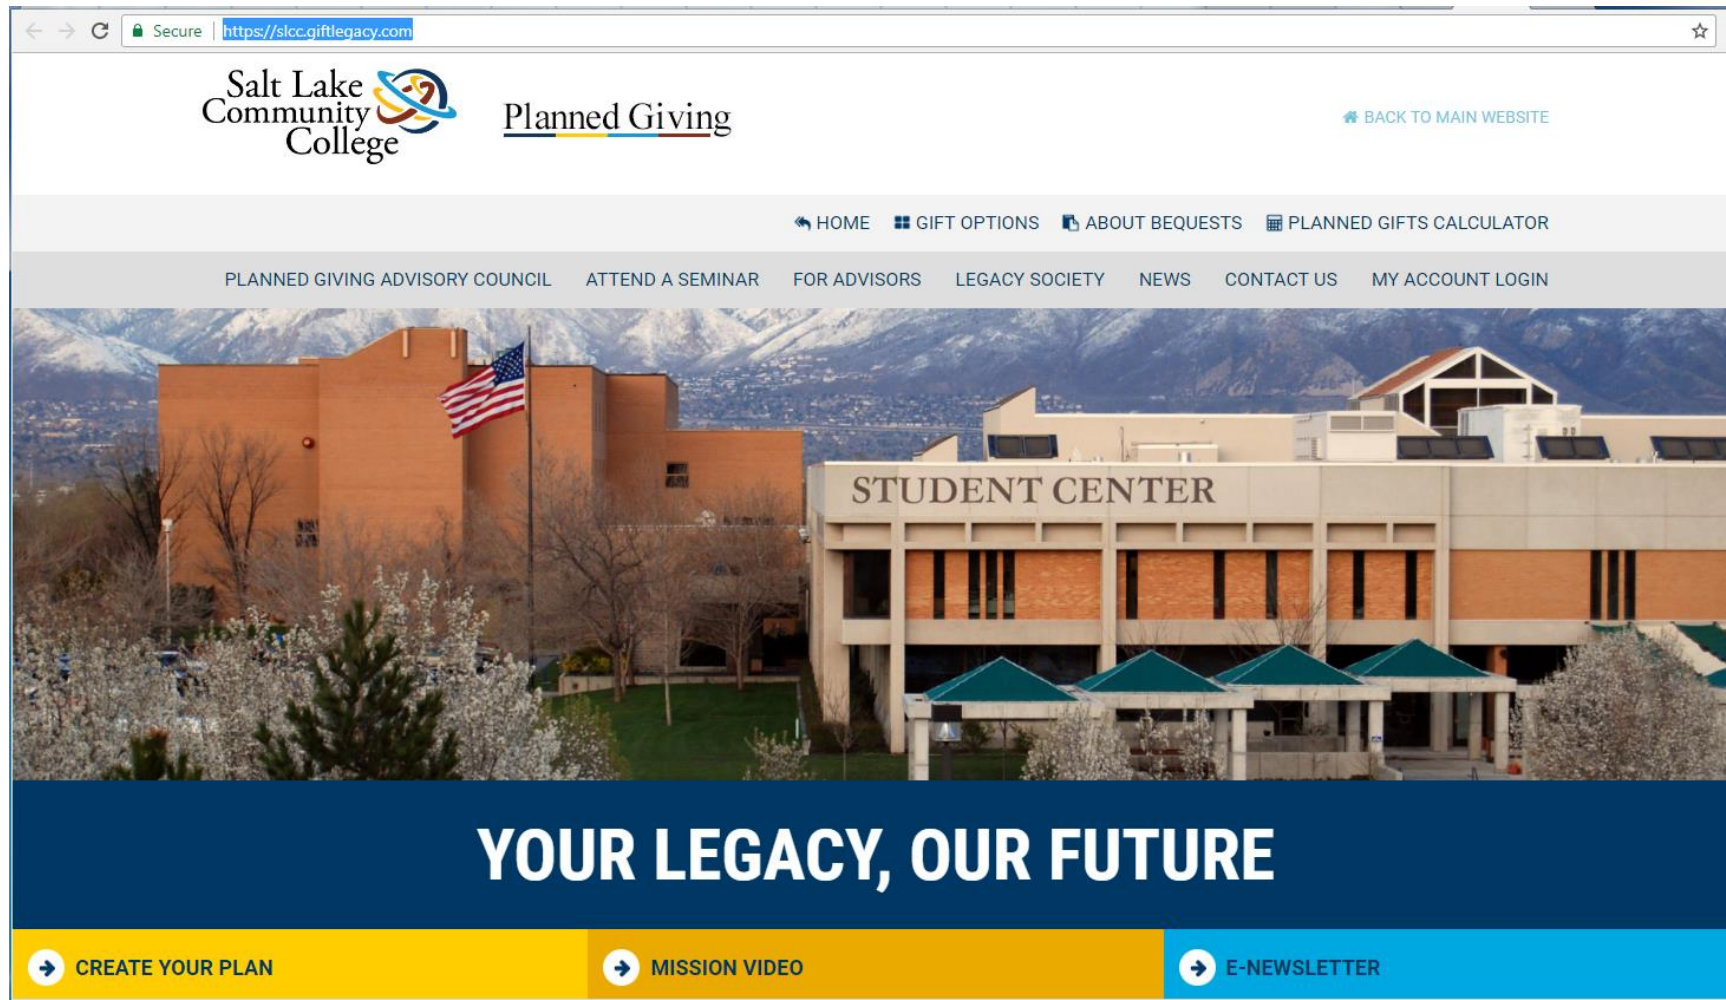 Secure https://slcc.giftlegacy.com
Salt Lake
Community
College
Planned Giving
BACK TO MAIN WEBSITE
HOME GIFT OPTIONS ABOUT BEQUESTS PLANNED GIFTS CALCULATOR
PLANNED GIVING ADVISORY COUNCIL ATTEND A SEMINAR FOR ADVISORS LEGACY SOCIETY NEWS CONTACT US MY ACCOUNT LOGIN
STUDENT CENTER
YOUR LEGACY, OUR FUTURE
CREATE YOUR PLAN MISSION VIDEO E-NEWSLETTER